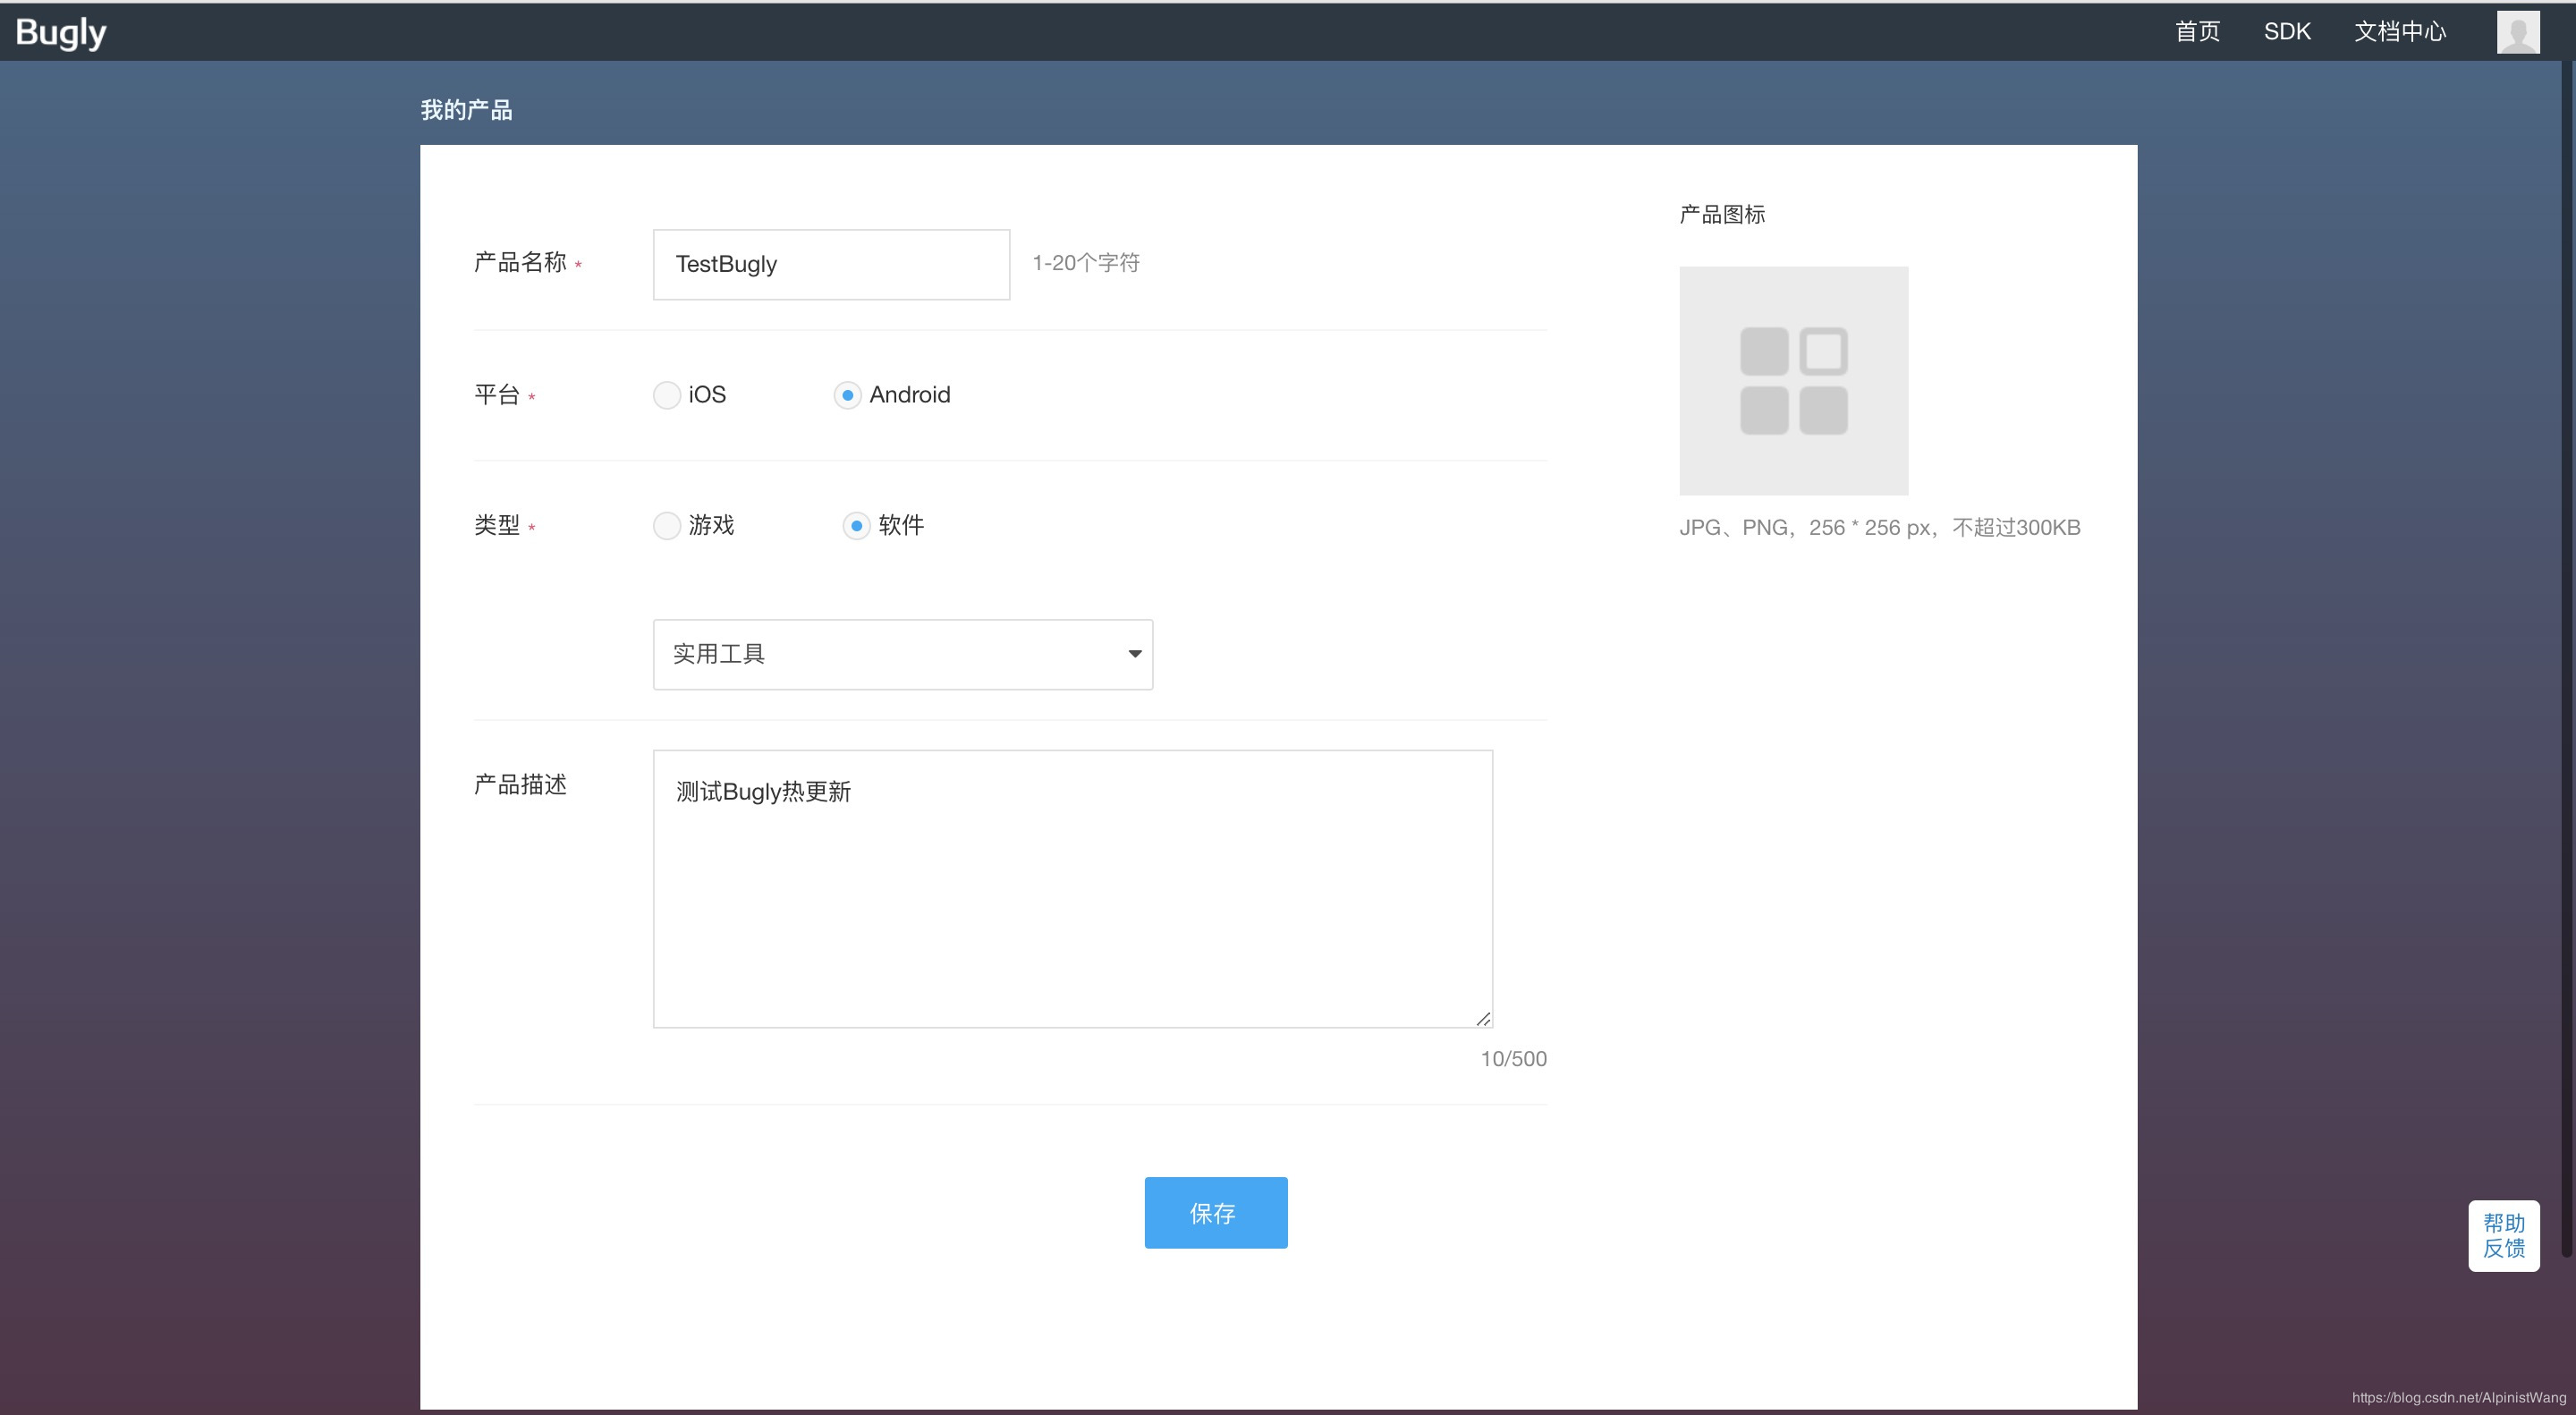 Bugly
首页 SDK 文档中心
我的产品
产品图标
产品名称 * TestBugly 1-20个字符
平台 * iOS Android
类型 * 游戏 软件
JPG、PNG，256 * 256 px，不超过300KB
实用工具
产品描述 测试Bugly热更新
10/500
保存
帮助
反馈
https://blog.csdn.net/AlpinistWang